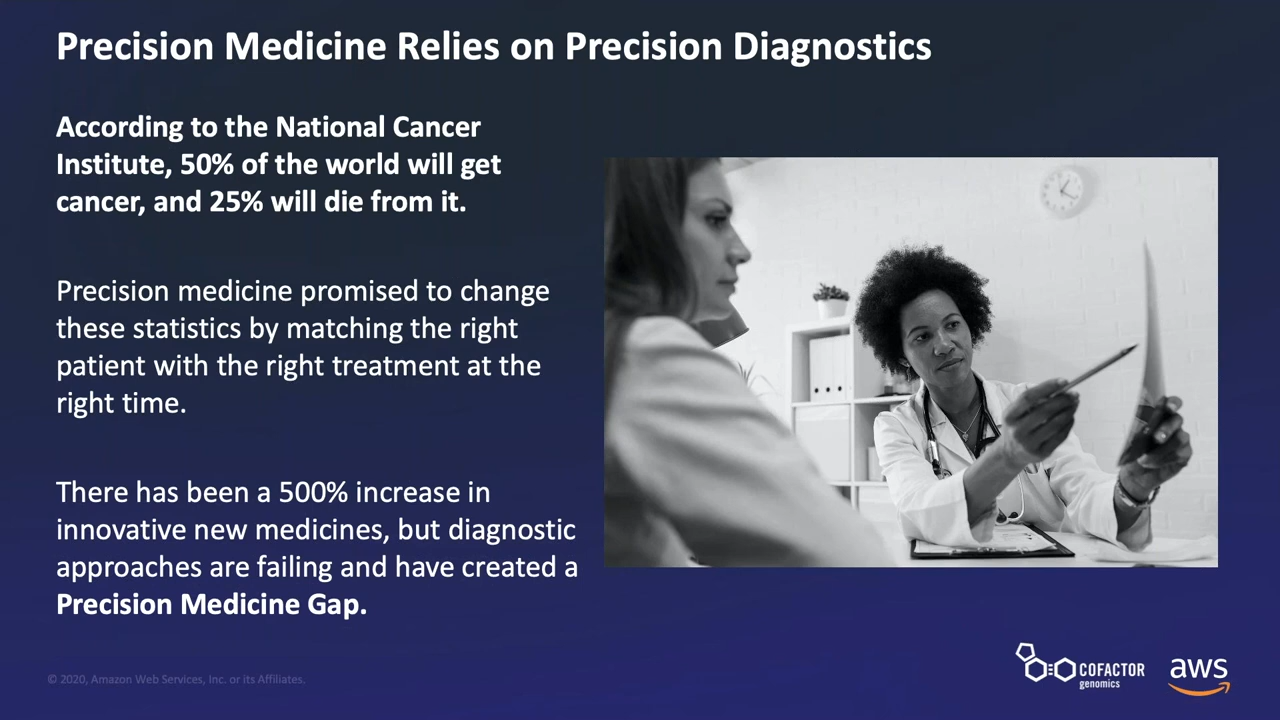 Precision Medicine Relies on Precision Diagnostics
According to the National Cancer
Institute, 50% of the world will get
cancer, and 25% will die from it.
Precision medicine promised to change
these statistics by matching the right
patient with the right treatment at the
right time.
There has been a 500% increase in
innovative new medicines, but diagnostic
approaches are failing and have created a
Precision Medicine Gap.
© 2020, Amazon Web Services, Inc. or its Affiliates.
COFACTOR
genomics
aws